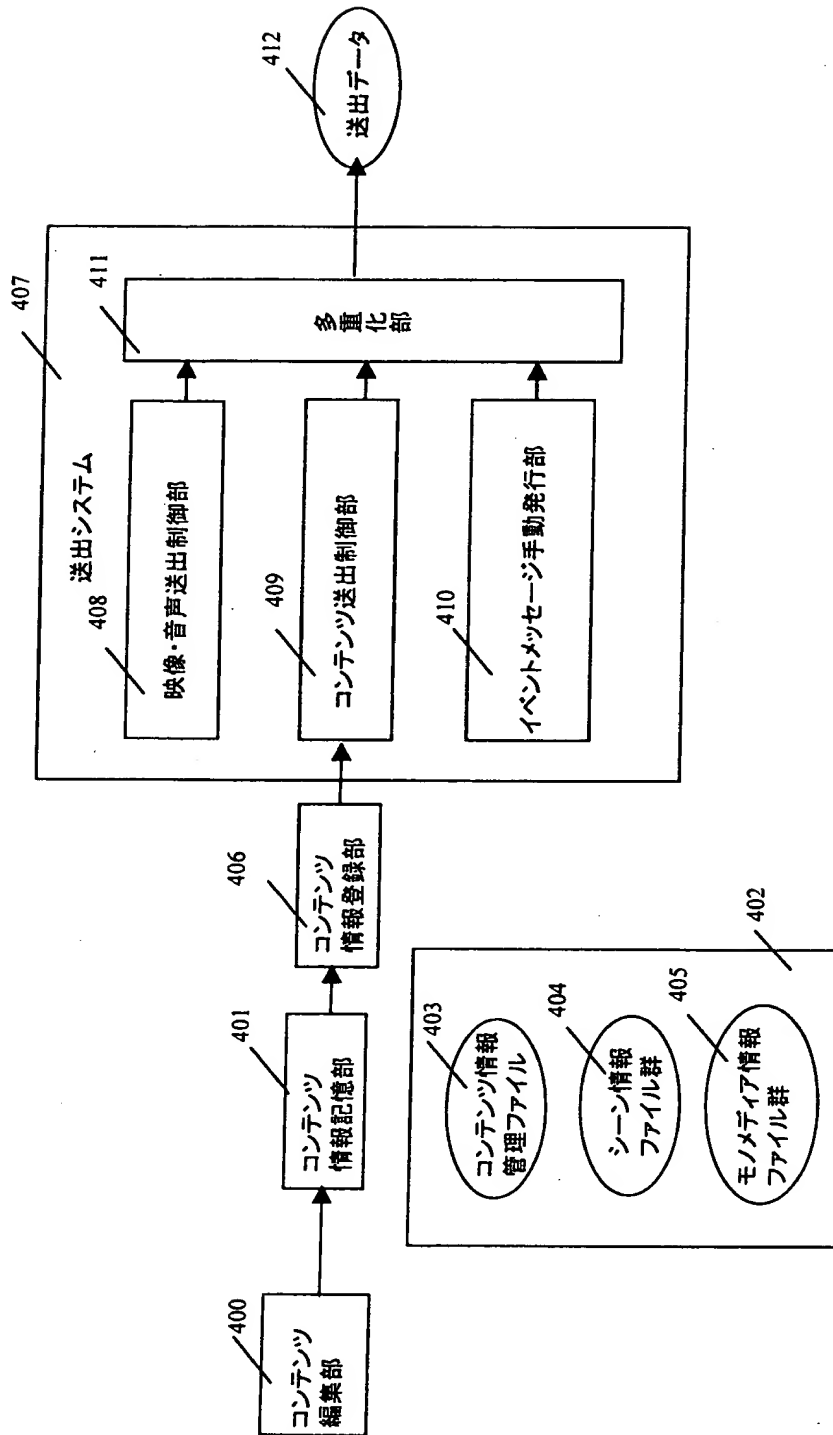 400
コンテンツ
編集部
401
コンテンツ
情報記憶部
406
コンテンツ
情報登録部
407
送出システム
408
映像・音声送出制御部
409
コンテンツ送出制御部
410
イベントメッセージ手動発行部
411
多重化部
412
送出データ
402
403
コンテンツ情報
管理ファイル
404
シーン情報
ファイル群
405
モノメディア情報
ファイル群